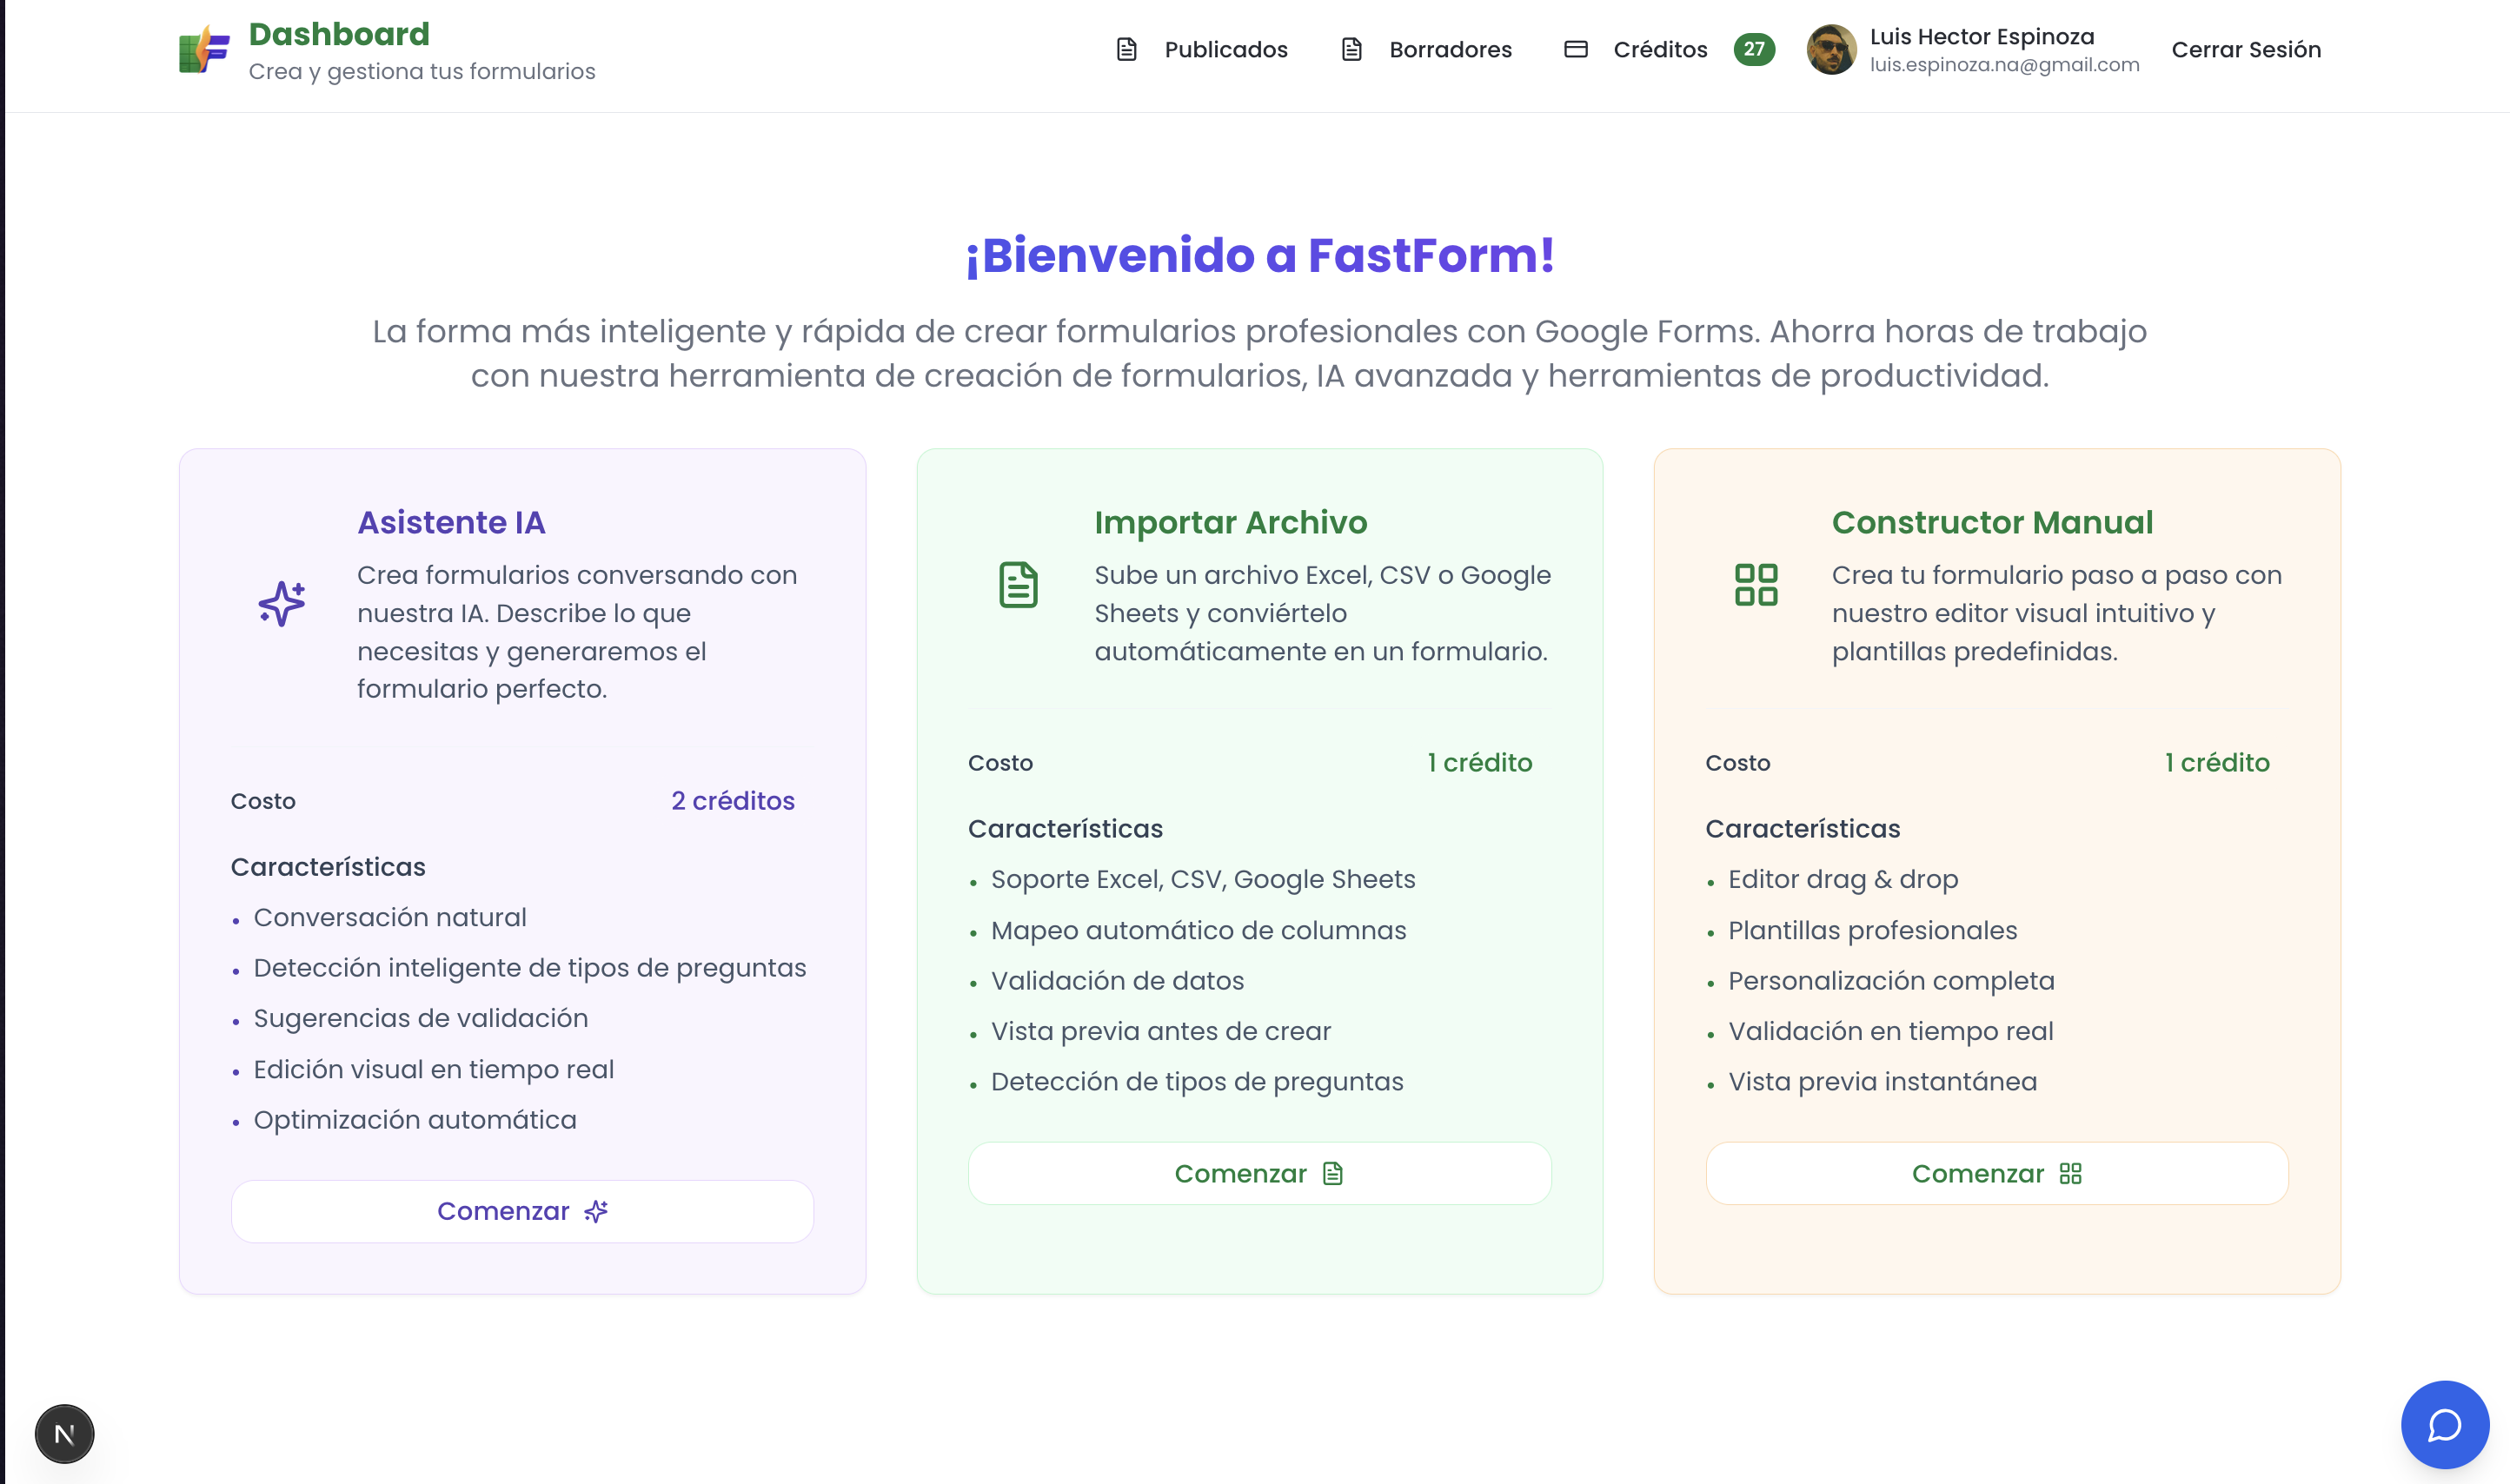 Dashboard
Crea y gestiona tus formularios
Publicados
Borradores
Créditos
27
Luis Hector Espinoza
luis.espinoza.na@gmail.com
Cerrar Sesión
¡Bienvenido a FastForm!
La forma más inteligente y rápida de crear formularios profesionales con Google Forms. Ahorra horas de trabajo
con nuestra herramienta de creación de formularios, IA avanzada y herramientas de productividad.
Asistente IA
Crea formularios conversando con
nuestra IA. Describe lo que
necesitas y generaremos el
formulario perfecto.
Costo
2 créditos
Características
• Conversación natural
• Detección inteligente de tipos de preguntas
• Sugerencias de validación
• Edición visual en tiempo real
• Optimización automática
Comenzar
Importar Archivo
Sube un archivo Excel, CSV o Google
Sheets y conviértelo
automáticamente en un formulario.
Costo
1 crédito
Características
• Soporte Excel, CSV, Google Sheets
• Mapeo automático de columnas
• Validación de datos
• Vista previa antes de crear
• Detección de tipos de preguntas
Comenzar
Constructor Manual
Crea tu formulario paso a paso con
nuestro editor visual intuitivo y
plantillas predefinidas.
Costo
1 crédito
Características
• Editor drag & drop
• Plantillas profesionales
• Personalización completa
• Validación en tiempo real
• Vista previa instantánea
Comenzar
N